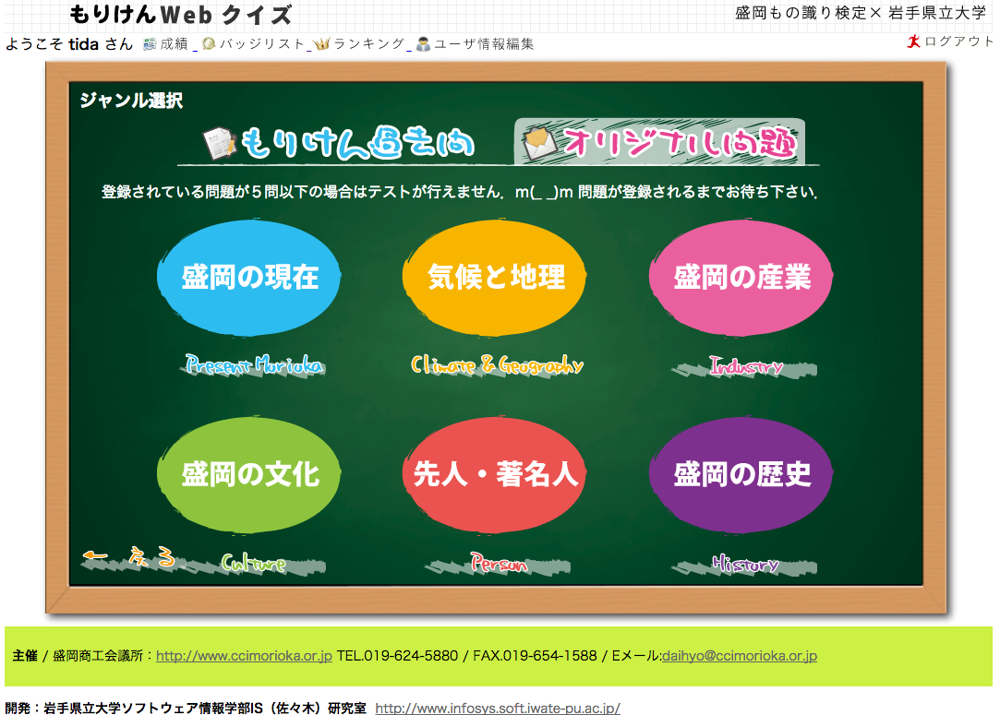 もりけんWeb クイズ
盛岡もの識り検定× 岩手県立大学
ようこそ tida さん 成績 _ バッジリスト_ ランキング_ ユーザ情報編集
ログアウト
ジャンル選択
もりけん過去問 オリジナル問題
登録されている問題が５問以下の場合はテストが行えません．m(_ _)m 問題が登録されるまでお待ち下さい．
盛岡の現在 気候と地理 盛岡の産業
Present Morioka Climate & Geography Industry
盛岡の文化 先人・著名人 盛岡の歴史
← 戻る Culture Person History
主催 / 盛岡商工会議所：http://www.ccimorioka.or.jp TEL.019-624-5880 / FAX.019-654-1588 / Eメール:daihyo@ccimorioka.or.jp
開発：岩手県立大学ソフトウェア情報学部IS（佐々木）研究室 http://www.infosys.soft.iwate-pu.ac.jp/